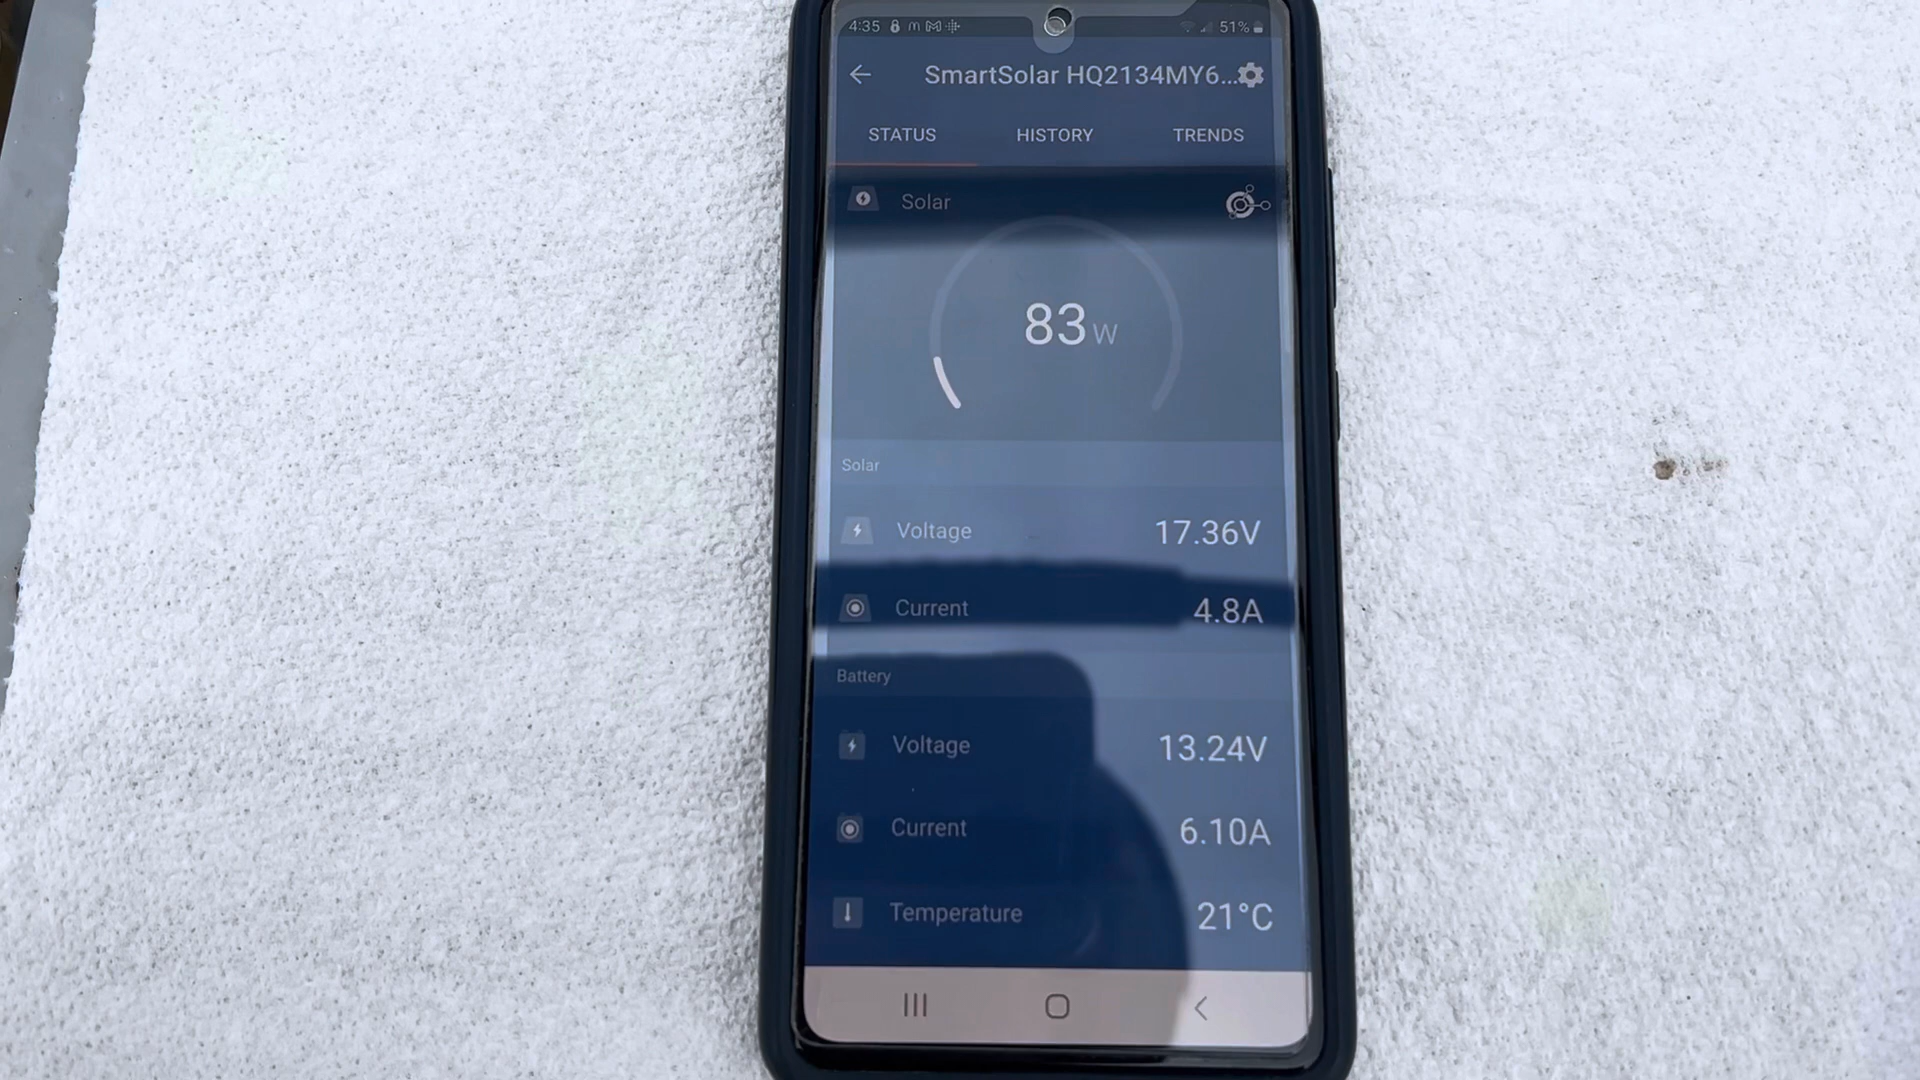 4:35 51%
SmartSolar HQ2134MY6...
STATUS HISTORY TRENDS
Solar
83 W
Solar
Voltage 17.36V
Current 4.8A
Battery
Voltage 13.24V
Current 6.10A
Temperature 21°C